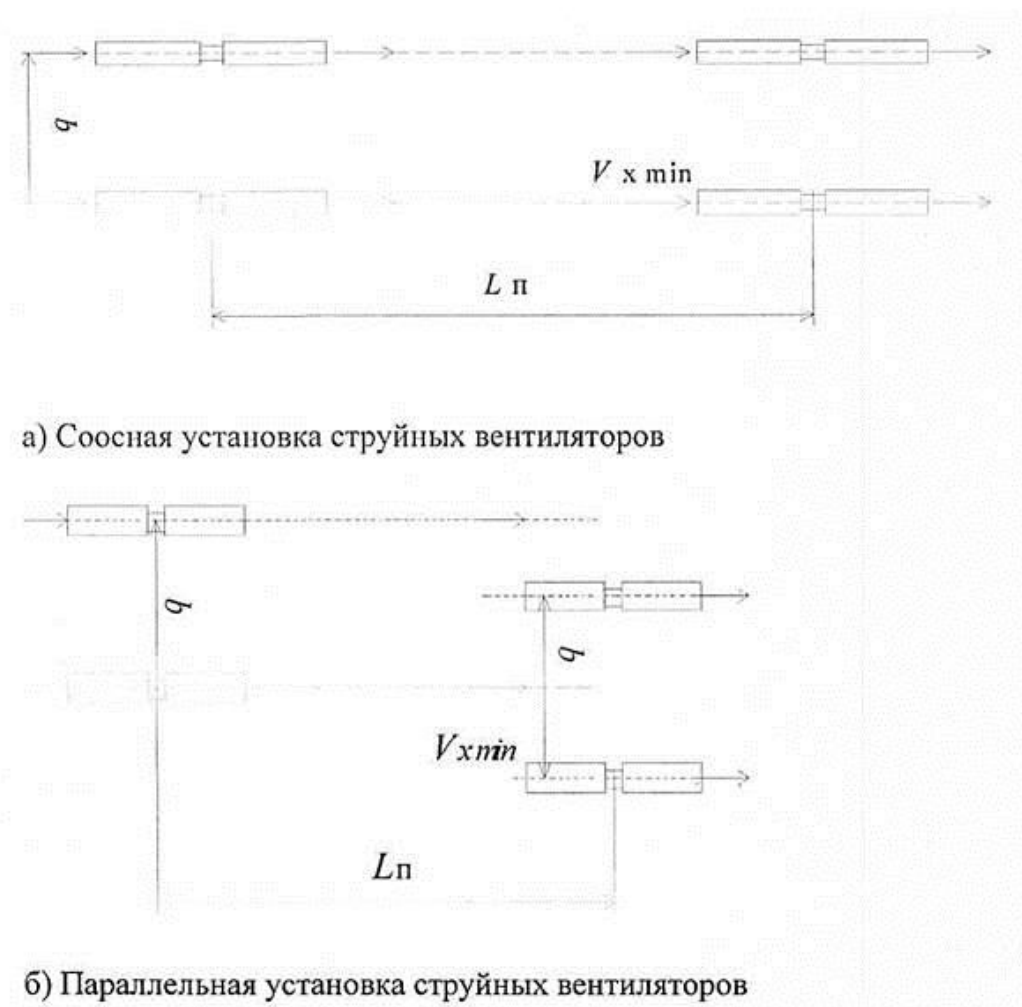 b
V x min
L п
а) Соосная установка струйных вентиляторов
b
b
Vxmin
Lп
б) Параллельная установка струйных вентиляторов